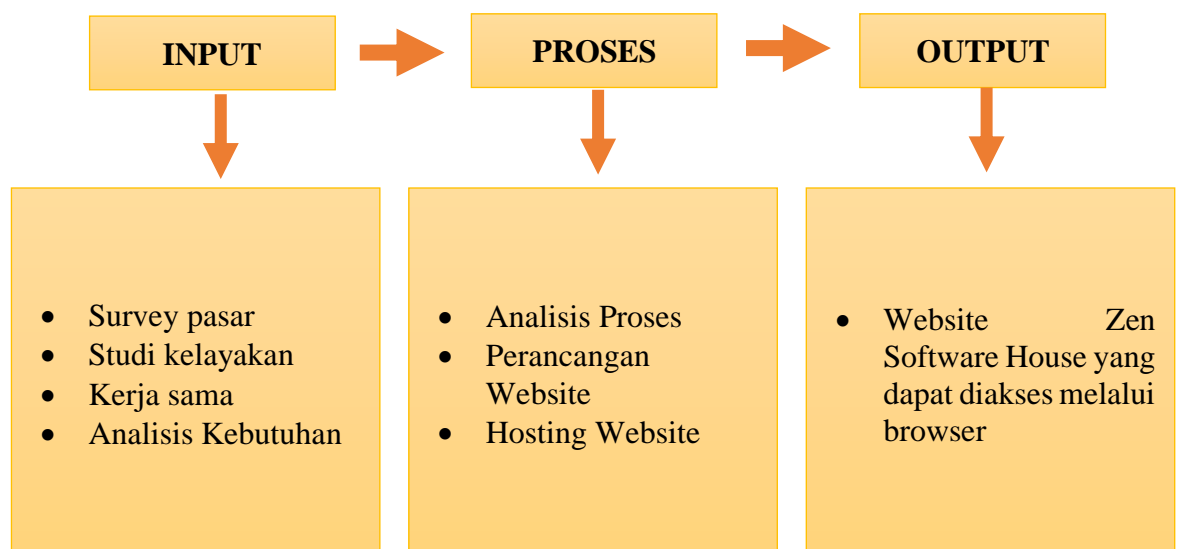 INPUT
PROSES
OUTPUT
• Survey pasar
• Studi kelayakan
• Kerja sama
• Analisis Kebutuhan
• Analisis Proses
• Perancangan
Website
• Hosting Website
• Website Zen
Software House yang
dapat diakses melalui
browser